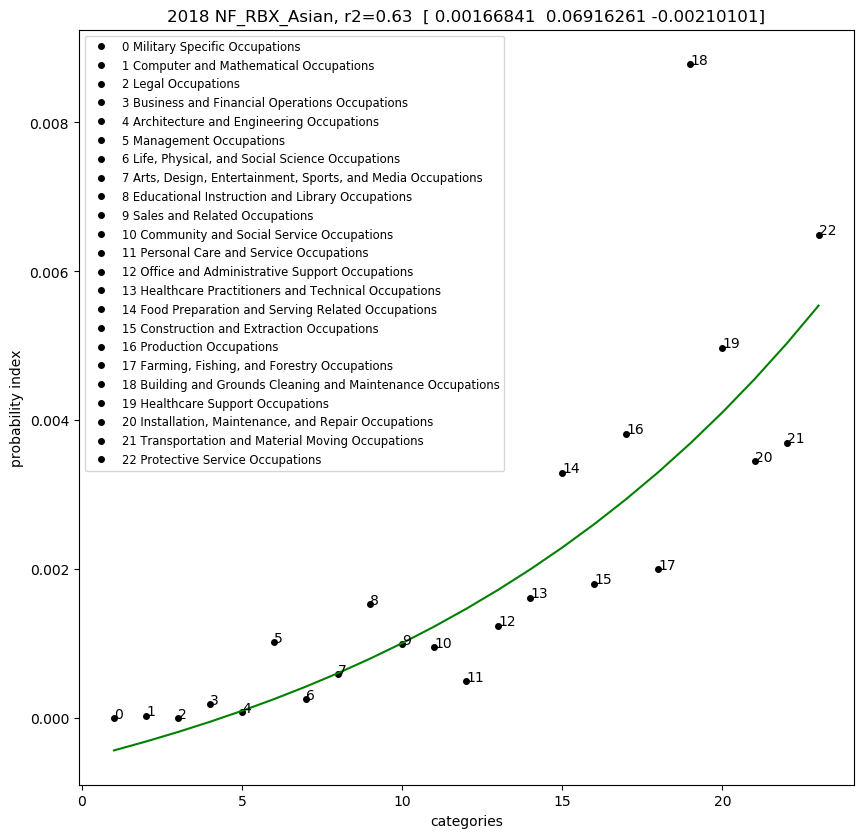 2018 NF_RBX_Asian, r2=0.63 [ 0.00166841 0.06916261 -0.00210101]
0 Military Specific Occupations
1 Computer and Mathematical Occupations
2 Legal Occupations
3 Business and Financial Operations Occupations
4 Architecture and Engineering Occupations
5 Management Occupations
6 Life, Physical, and Social Science Occupations
7 Arts, Design, Entertainment, Sports, and Media Occupations
8 Educational Instruction and Library Occupations
9 Sales and Related Occupations
10 Community and Social Service Occupations
11 Personal Care and Service Occupations
12 Office and Administrative Support Occupations
13 Healthcare Practitioners and Technical Occupations
14 Food Preparation and Serving Related Occupations
15 Construction and Extraction Occupations
16 Production Occupations
17 Farming, Fishing, and Forestry Occupations
18 Building and Grounds Cleaning and Maintenance Occupations
19 Healthcare Support Occupations
20 Installation, Maintenance, and Repair Occupations
21 Transportation and Material Moving Occupations
22 Protective Service Occupations
probability index
0.008
0.006
0.004
0.002
0.000
0
1
2
3
4
5
6
7
8
9
10
11
12
13
14
15
16
17
18
19
20
21
22
0
5
10
15
20
categories